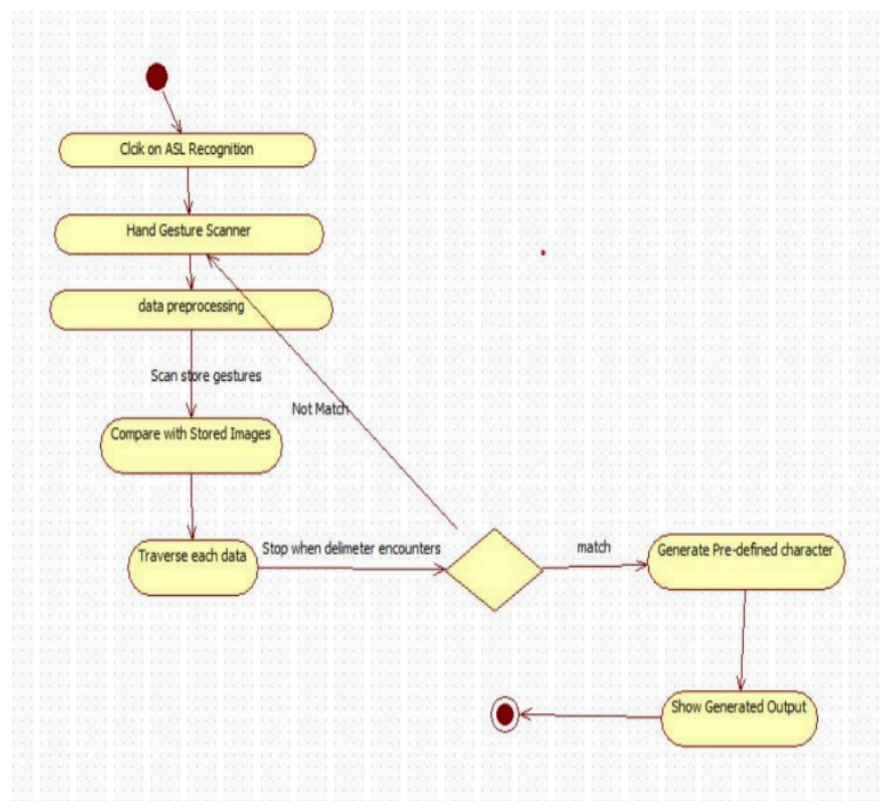 Clcik on ASL Recognition
Hand Gesture Scanner
data preprocessing
Scan store gestures
Not Match
Compare with Stored Images
Traverse each data
Stop when delimeter encounters
match
Generate Pre-defined character
Show Generated Output